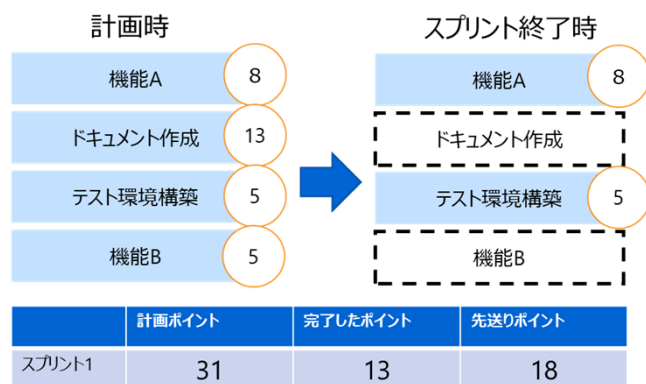 計画時
スプリント終了時
機能A
8
機能A
8
ドキュメント作成
13
ドキュメント作成
テスト環境構築
5
テスト環境構築
5
機能B
5
機能B
計画ポイント
完了したポイント
先送りポイント
スプリント1
31
13
18